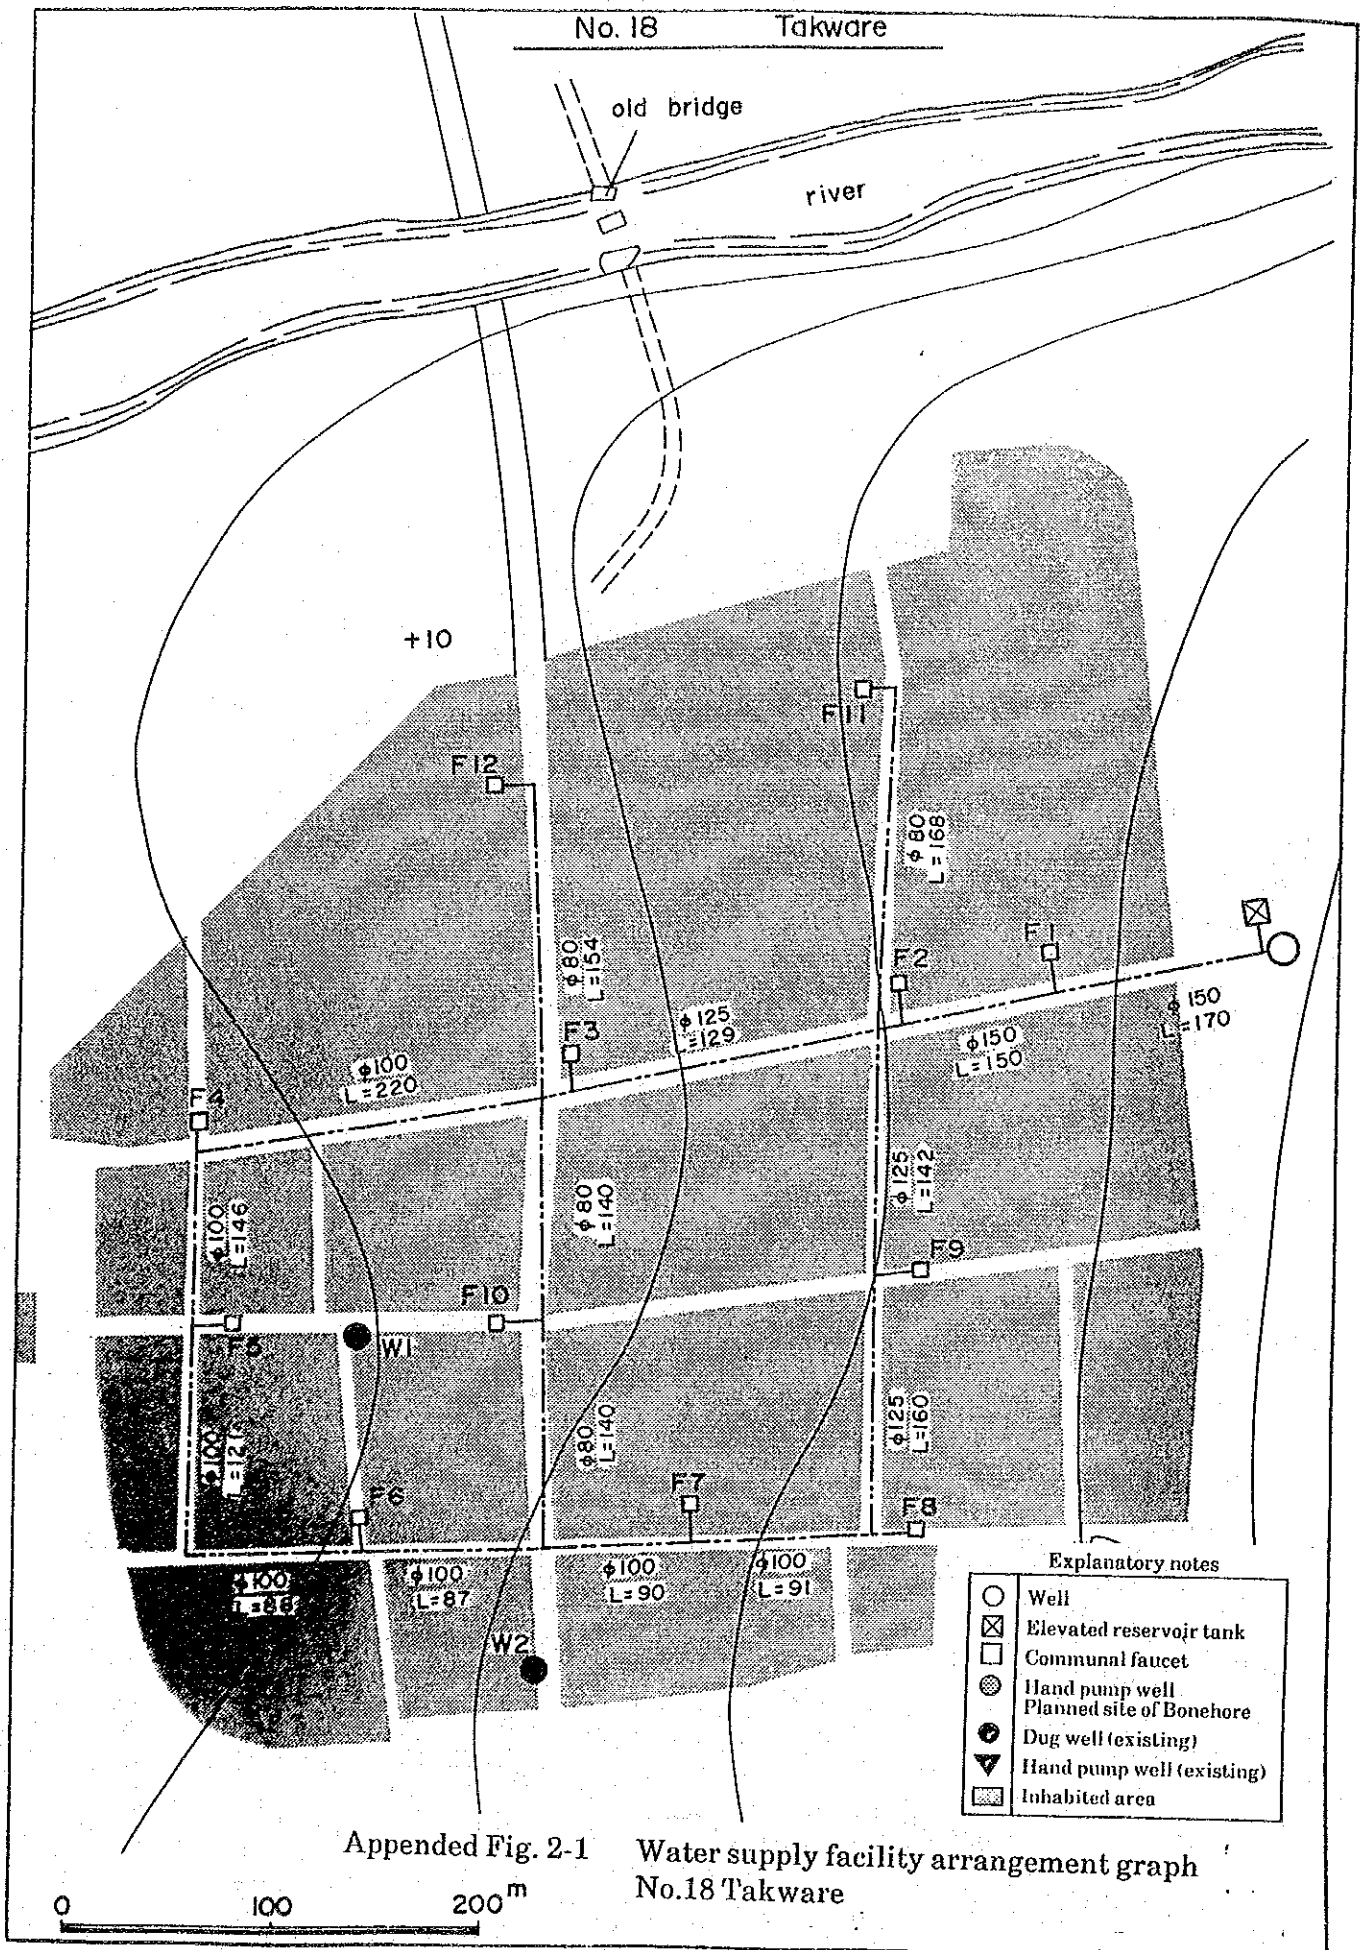 No. 18 Takware
old bridge
river
+10
F11
F12
φ80
L=168
F1
F2
φ80
L=154
φ150
L=170
φ125
=129
F3
φ150
L=150
φ100
L=220
F4
φ125
L=142
φ80
L=140
φ100
L=146
F9
F10
F5
W1
φ125
L=160
φ80
L=140
φ100
L=121
F7
F6
F8
φ100
L=88
φ100
L=87
φ100
L=90
φ100
L=91
W2
Explanatory notes
Well
Elevated reservoir tank
Communal faucet
Hand pump well
Planned site of Bonehore
Dug well (existing)
Hand pump well (existing)
Inhabited area
Appended Fig. 2-1 Water supply facility arrangement graph
No.18 Takware
0 100 200 m